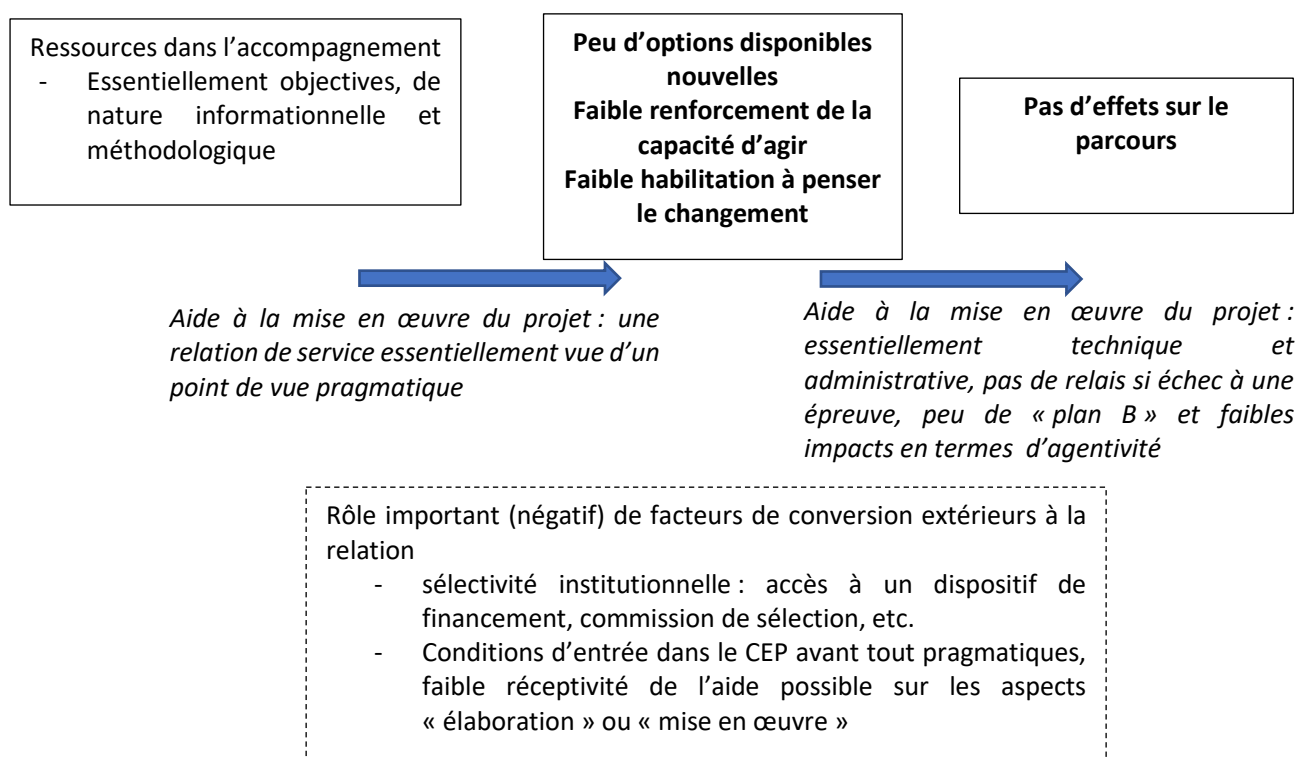 Ressources dans l’accompagnement
- Essentiellement objectives, de
nature informationnelle et
méthodologique
Peu d’options disponibles
nouvelles
Faible renforcement de la
capacité d’agir
Faible habilitation à penser
le changement
Pas d’effets sur le
parcours
Aide à la mise en œuvre du projet : une
relation de service essentiellement vue d’un
point de vue pragmatique
Aide à la mise en œuvre du projet :
essentiellement technique et
administrative, pas de relais si échec à une
épreuve, peu de « plan B » et faibles
impacts en termes d’agentivité
Rôle important (négatif) de facteurs de conversion extérieurs à la
relation
- sélectivité institutionnelle : accès à un dispositif de
financement, commission de sélection, etc.
- Conditions d’entrée dans le CEP avant tout pragmatiques,
faible réceptivité de l’aide possible sur les aspects
« élaboration » ou « mise en œuvre »